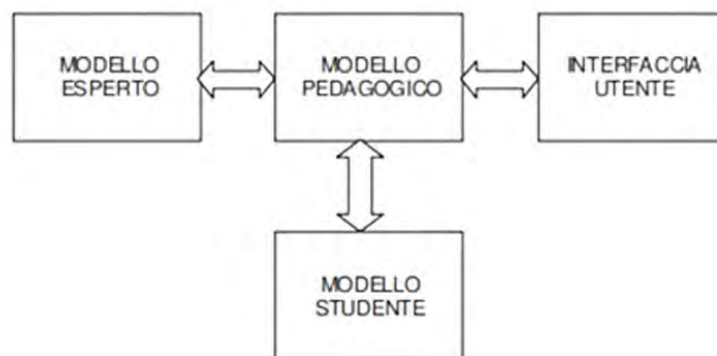 MODELLO
ESPERTO
MODELLO
PEDAGOGICO
INTERFACCIA
UTENTE
MODELLO
STUDENTE